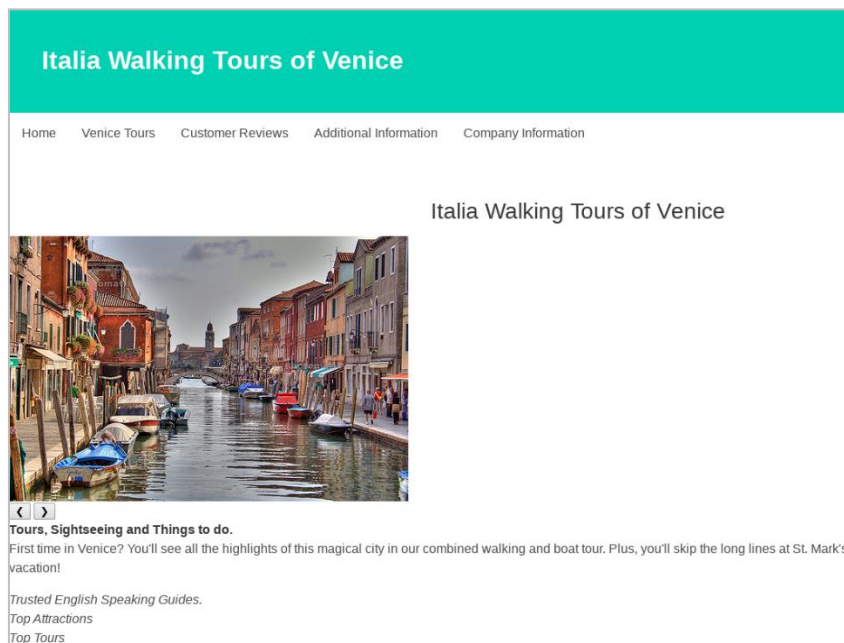 Italia Walking Tours of Venice
Home Venice Tours Customer Reviews Additional Information Company Information
Italia Walking Tours of Venice
❮ ❯
Tours, Sightseeing and Things to do.
First time in Venice? You'll see all the highlights of this magical city in our combined walking and boat tour. Plus, you'll skip the long lines at St. Mark's
vacation!
Trusted English Speaking Guides.
Top Attractions
Top Tours